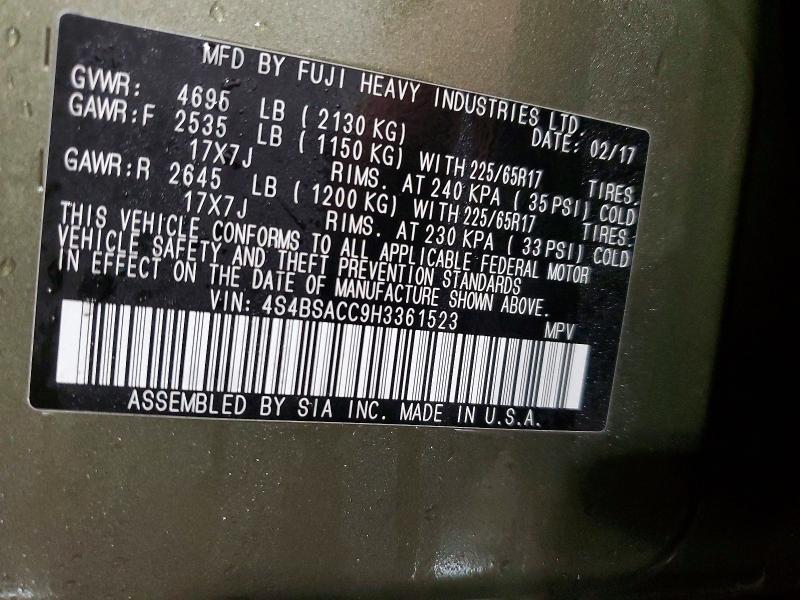 MFD BY FUJI HEAVY INDUSTRIES LTD.
GVWR: 4696 LB ( 2130 KG) DATE: 02/17
GAWR:F 2535 LB ( 1150 KG) WITH 225/65R17 TIRES.
17X7J RIMS. AT 240 KPA ( 35 PSI) COLD
GAWR:R 2645 LB ( 1200 KG) WITH 225/65R17 TIRES.
17X7J RIMS. AT 230 KPA ( 33 PSI) COLD
THIS VEHICLE CONFORMS TO ALL APPLICABLE FEDERAL MOTOR
VEHICLE SAFETY AND THEFT PREVENTION STANDARDS
IN EFFECT ON THE DATE OF MANUFACTURE SHOWN ABOVE.
VIN: 4S4BSACC9H3361523 MPV
ASSEMBLED BY SIA INC. MADE IN U.S.A.